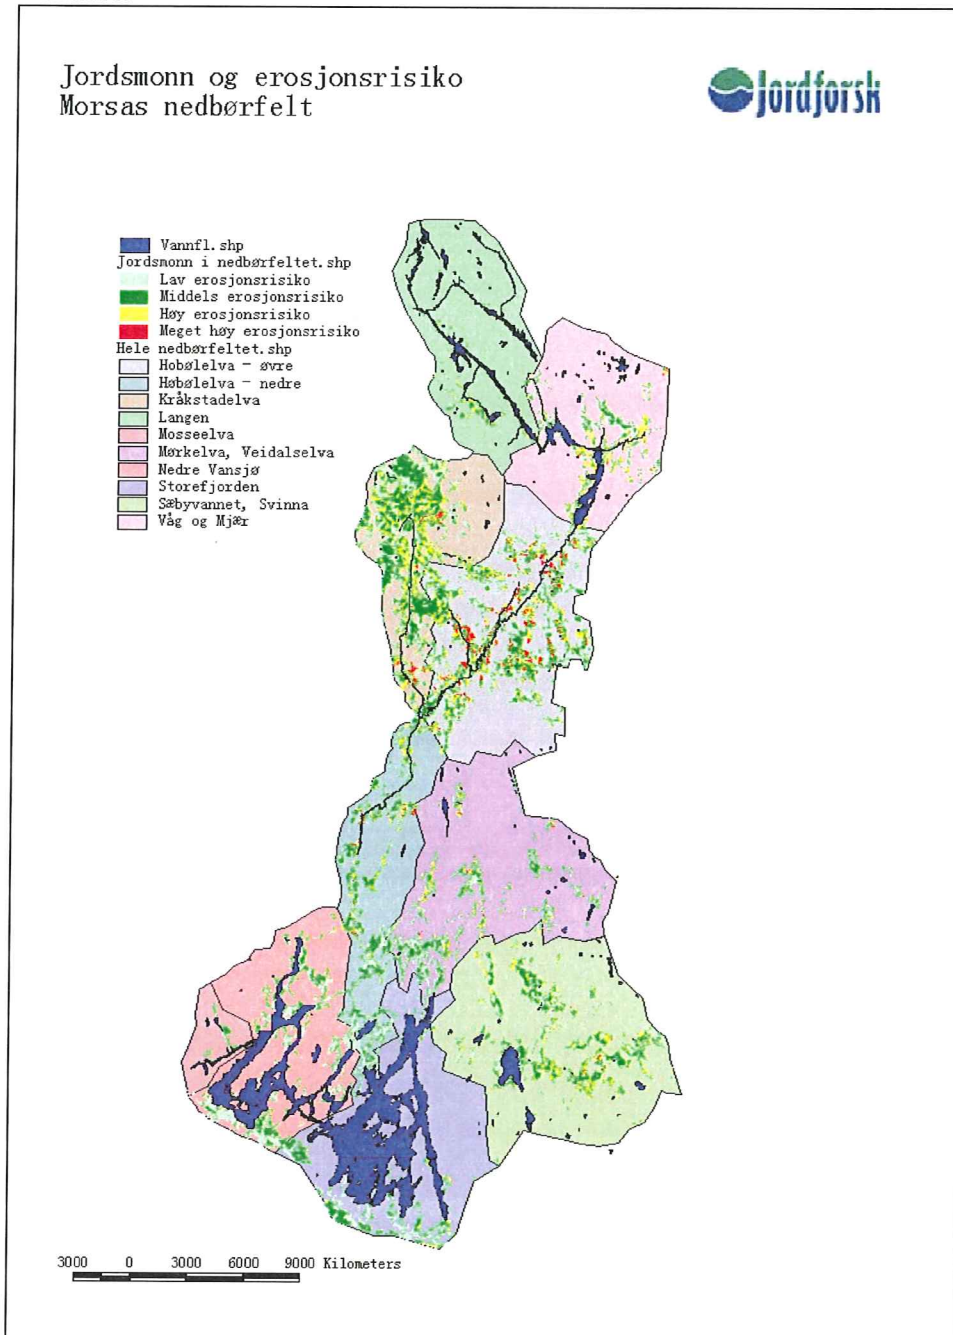 Jordsmonn og erosjonsrisiko
Morsas nedbørfelt
Jordforsk
Vannfl.shp
Jordsmonn i nedbørfeltet.shp
Lav erosjonsrisiko
Middels erosjonsrisiko
Høy erosjonsrisiko
Meget høy erosjonsrisiko
Hele nedbørfeltet.shp
Hobølelva - øvre
Høbølelva - nedre
Kråkstadelva
Langen
Mosseelva
Mørkelva, Veidalselva
Nedre Vansjø
Storefjorden
Sæbyvannet, Svinna
Våg og Mjær
3000 0 3000 6000 9000 Kilometers